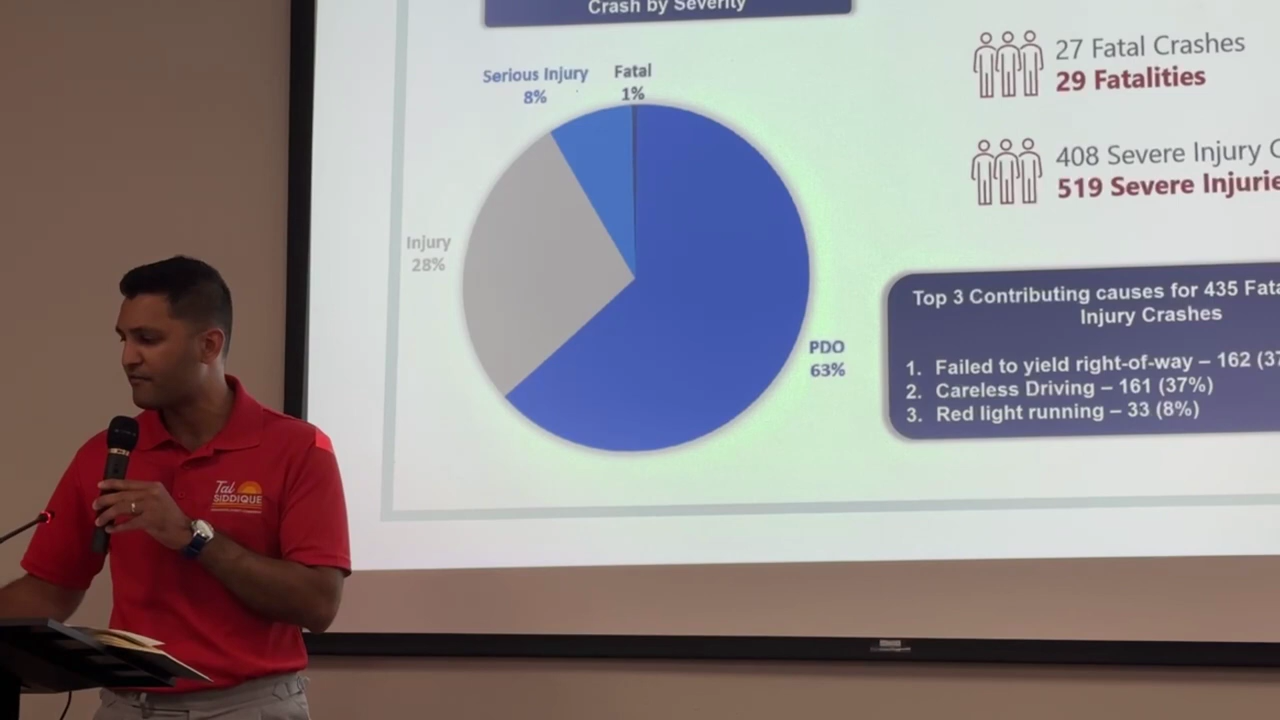 Crash by Severity
Serious Injury
8%
Fatal
1%
Injury
28%
PDO
63%
27 Fatal Crashes
29 Fatalities
408 Severe Injury
519 Severe Injurie
Top 3 Contributing causes for 435 Fata
Injury Crashes
1. Failed to yield right-of-way – 162 (37
2. Careless Driving – 161 (37%)
3. Red light running – 33 (8%)
Tal
SIDDIQUE